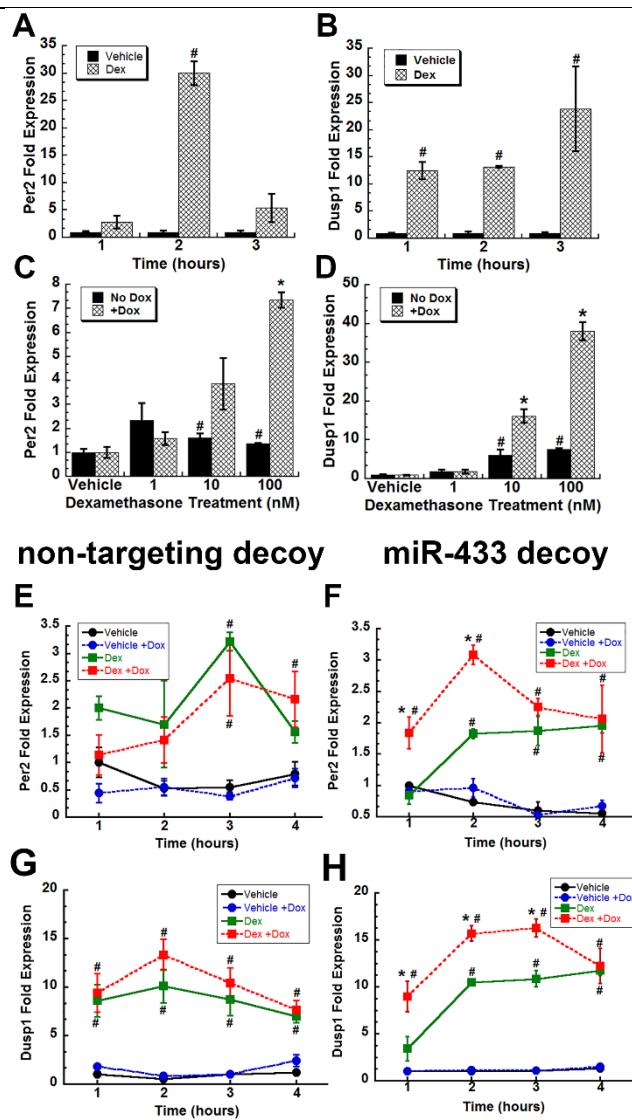 A
Vehicle
Dex
#
Per2 Fold Expression
35
30
25
20
15
10
5
0
1
2
3
Time (hours)
B
Vehicle
Dex
#
#
#
Dusp1 Fold Expression
35
30
25
20
15
10
5
0
1
2
3
Time (hours)
C
No Dox
+Dox
*
#
#
Per2 Fold Expression
8
7
6
5
4
3
2
1
0
Vehicle
1
10
100
Dexamethasone Treatment (nM)
D
No Dox
+Dox
*
*
#
#
Dusp1 Fold Expression
50
40
30
20
10
0
Vehicle
1
10
100
Dexamethasone Treatment (nM)
non-targeting decoy
miR-433 decoy
E
Vehicle
Vehicle +Dox
Dex
Dex +Dox
#
#
#
Per2 Fold Expression
3.5
3
2.5
2
1.5
1
0.5
0
1
2
3
4
Time (hours)
F
Vehicle
Vehicle +Dox
Dex
Dex +Dox
* #
* #
#
#
#
#
#
Per2 Fold Expression
3.5
3
2.5
2
1.5
1
0.5
1
2
3
4
Time (hours)
G
Vehicle
Vehicle +Dox
Dex
Dex +Dox
#
#
#
#
#
#
#
#
Dusp1 Fold Expression
20
15
10
5
0
1
2
3
4
Time (hours)
H
Vehicle
Vehicle +Dox
Dex
Dex +Dox
* #
* #
* #
#
#
#
#
Dusp1 Fold Expression
20
15
10
5
0
1
2
3
4
Time (hours)